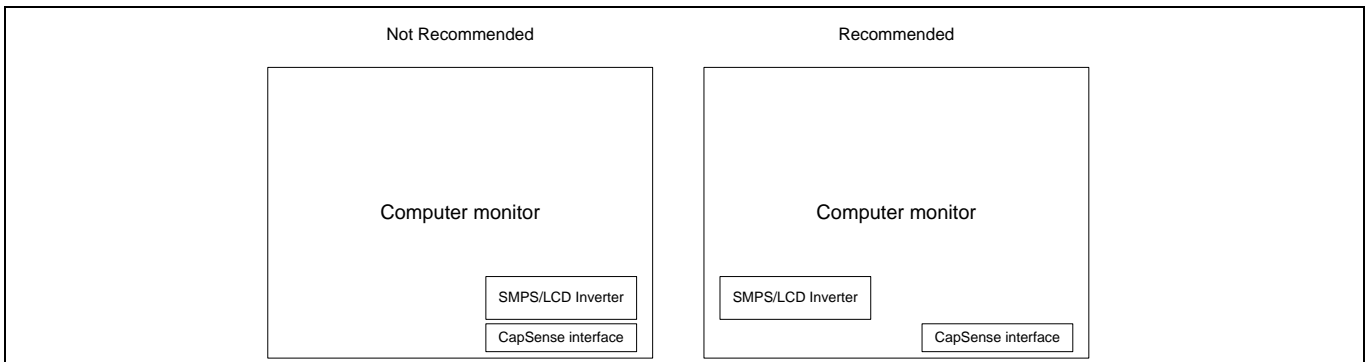 Not Recommended
Recommended
Computer monitor
Computer monitor
SMPS/LCD Inverter
SMPS/LCD Inverter
CapSense interface
CapSense interface